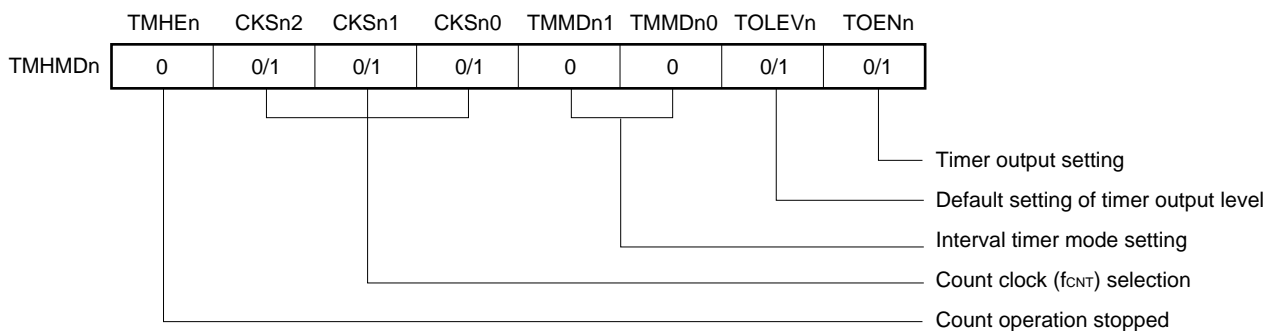 TMHEn CKSn2 CKSn1 CKSn0 TMMDn1 TMMDn0 TOLEVn TOENn
TMHMDn 0 0/1 0/1 0/1 0 0 0/1 0/1
Timer output setting
Default setting of timer output level
Interval timer mode setting
Count clock (fCNT) selection
Count operation stopped